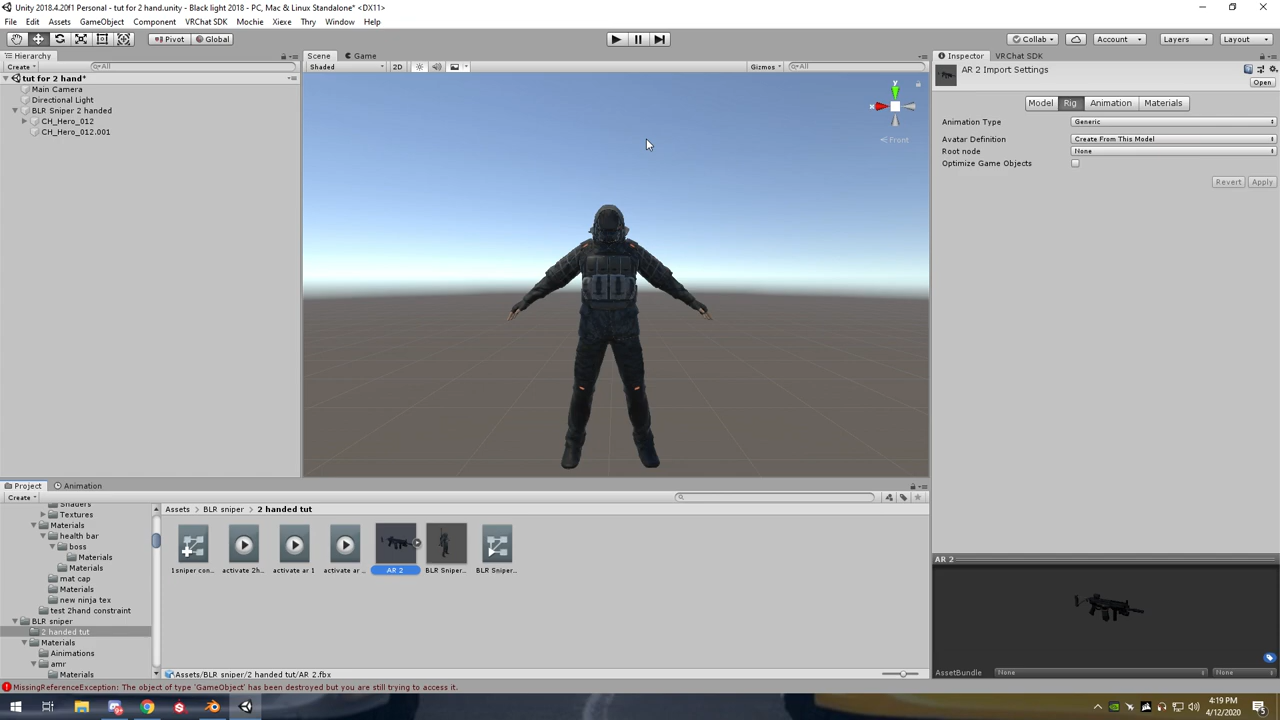 Unity 2018.4.20f1 Personal - tut for 2 hand.unity - Black light 2018 - PC, Mac & Linux Standalone* <DX11>
File Edit Assets GameObject Component VRChat SDK Mochie Xiexe Thry Window Help
Pivot Global Collab Account Layers Layout
Hierarchy Scene Game Inspector VRChat SDK
Create All Shaded 2D Gizmos All
AR 2 Import Settings
Open
tut for 2 hand*
Main Camera
Directional Light
BLR Sniper 2 handed
CH_Hero_012
CH_Hero_012.001
y
x
Front
Model Rig Animation Materials
Animation Type Generic
Avatar Definition Create From This Model
Root node None
Optimize Game Objects
Revert Apply
Project Animation
Create
Shaders
Textures
Materials
health bar
boss
Materials
Materials
mat cap
Materials
new ninja tex
test 2hand constraint
BLR sniper
2 handed tut
Materials
Ainimations
amr
Materials
Assets BLR sniper 2 handed tut
1sniper con... activate 2h... activate ar 1 activate ar ... AR 2 BLR Sniper... BLR Sniper...
Assets/BLR sniper/2 handed tut/AR 2.fbx
AR 2
AssetBundle None None
MissingReferenceException: The object of type 'GameObject' has been destroyed but you are still trying to access it.
4:19 PM
4/12/2020
5